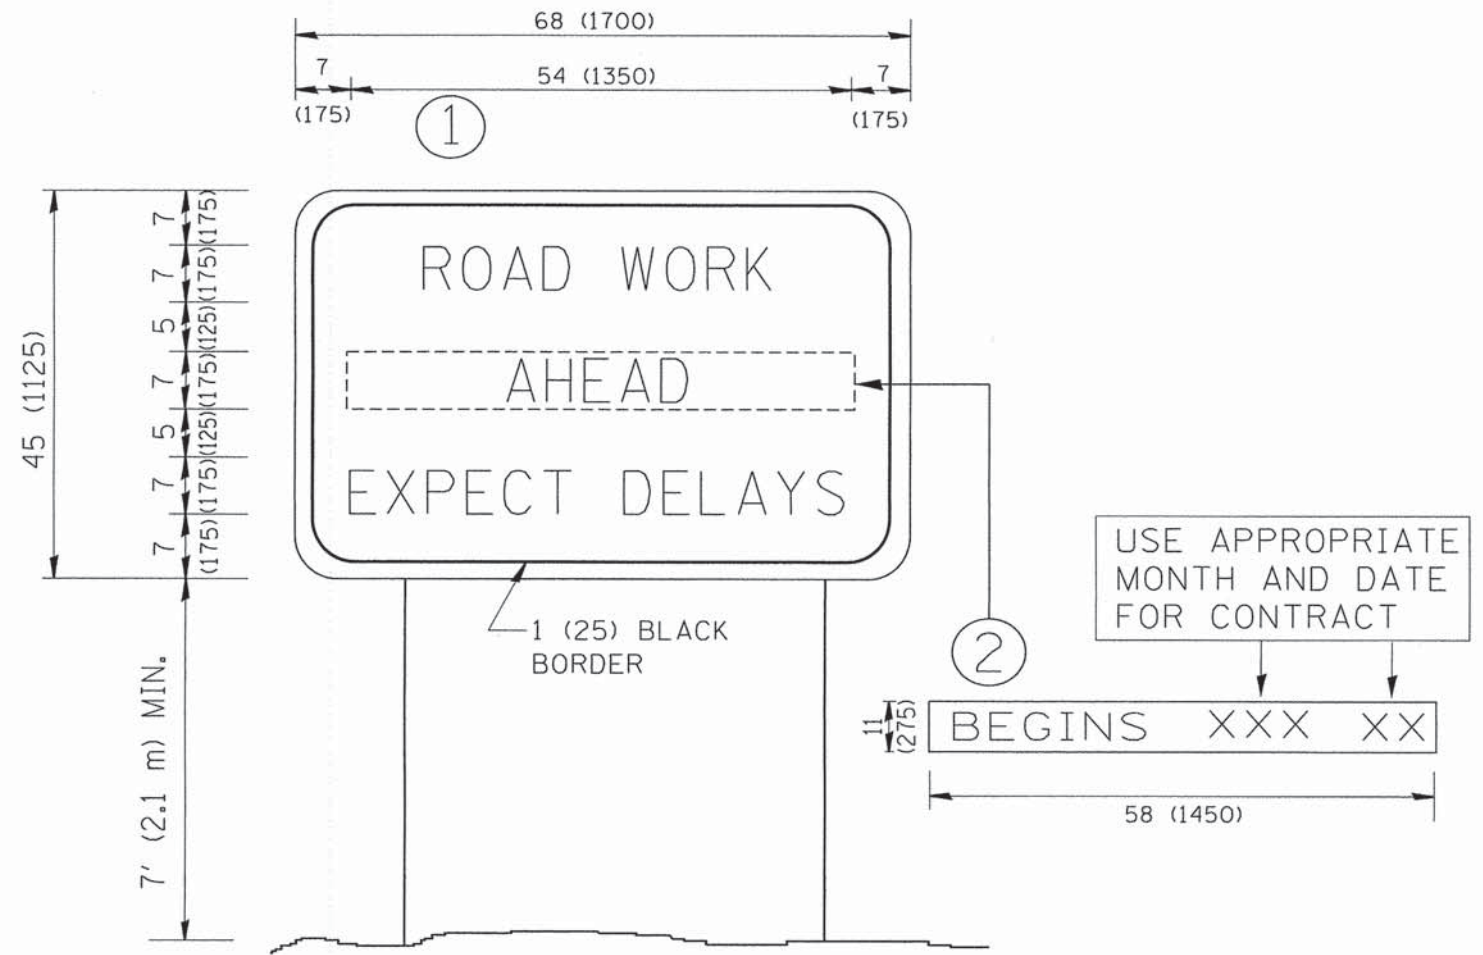 68 (1700)
7
54 (1350)
7
(175)
(175)
1
45 (1125)
7
(175)
7
(175)
5
(125)
7
(175)
5
(125)
7
(175)
7
(175)
ROAD WORK
AHEAD
EXPECT DELAYS
1 (25) BLACK
BORDER
7' (2.1 m) MIN.
2
USE APPROPRIATE
MONTH AND DATE
FOR CONTRACT
11
(275)
BEGINS XXX XX
58 (1450)